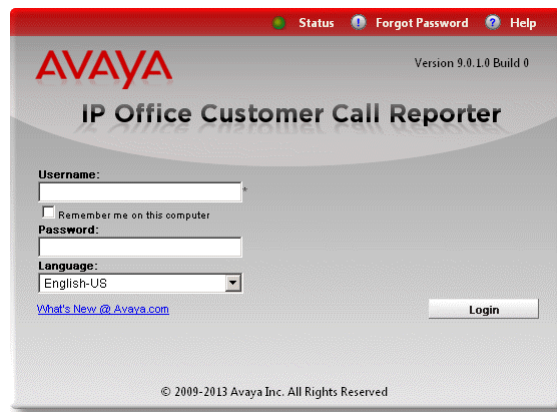 Status ! Forgot Password ? Help
AVAYA
Version 9.0.1.0 Build 0
IP Office Customer Call Reporter
Username:
*
Remember me on this computer
Password:
Language:
English-US
What's New @ Avaya.com
Login
© 2009-2013 Avaya Inc. All Rights Reserved